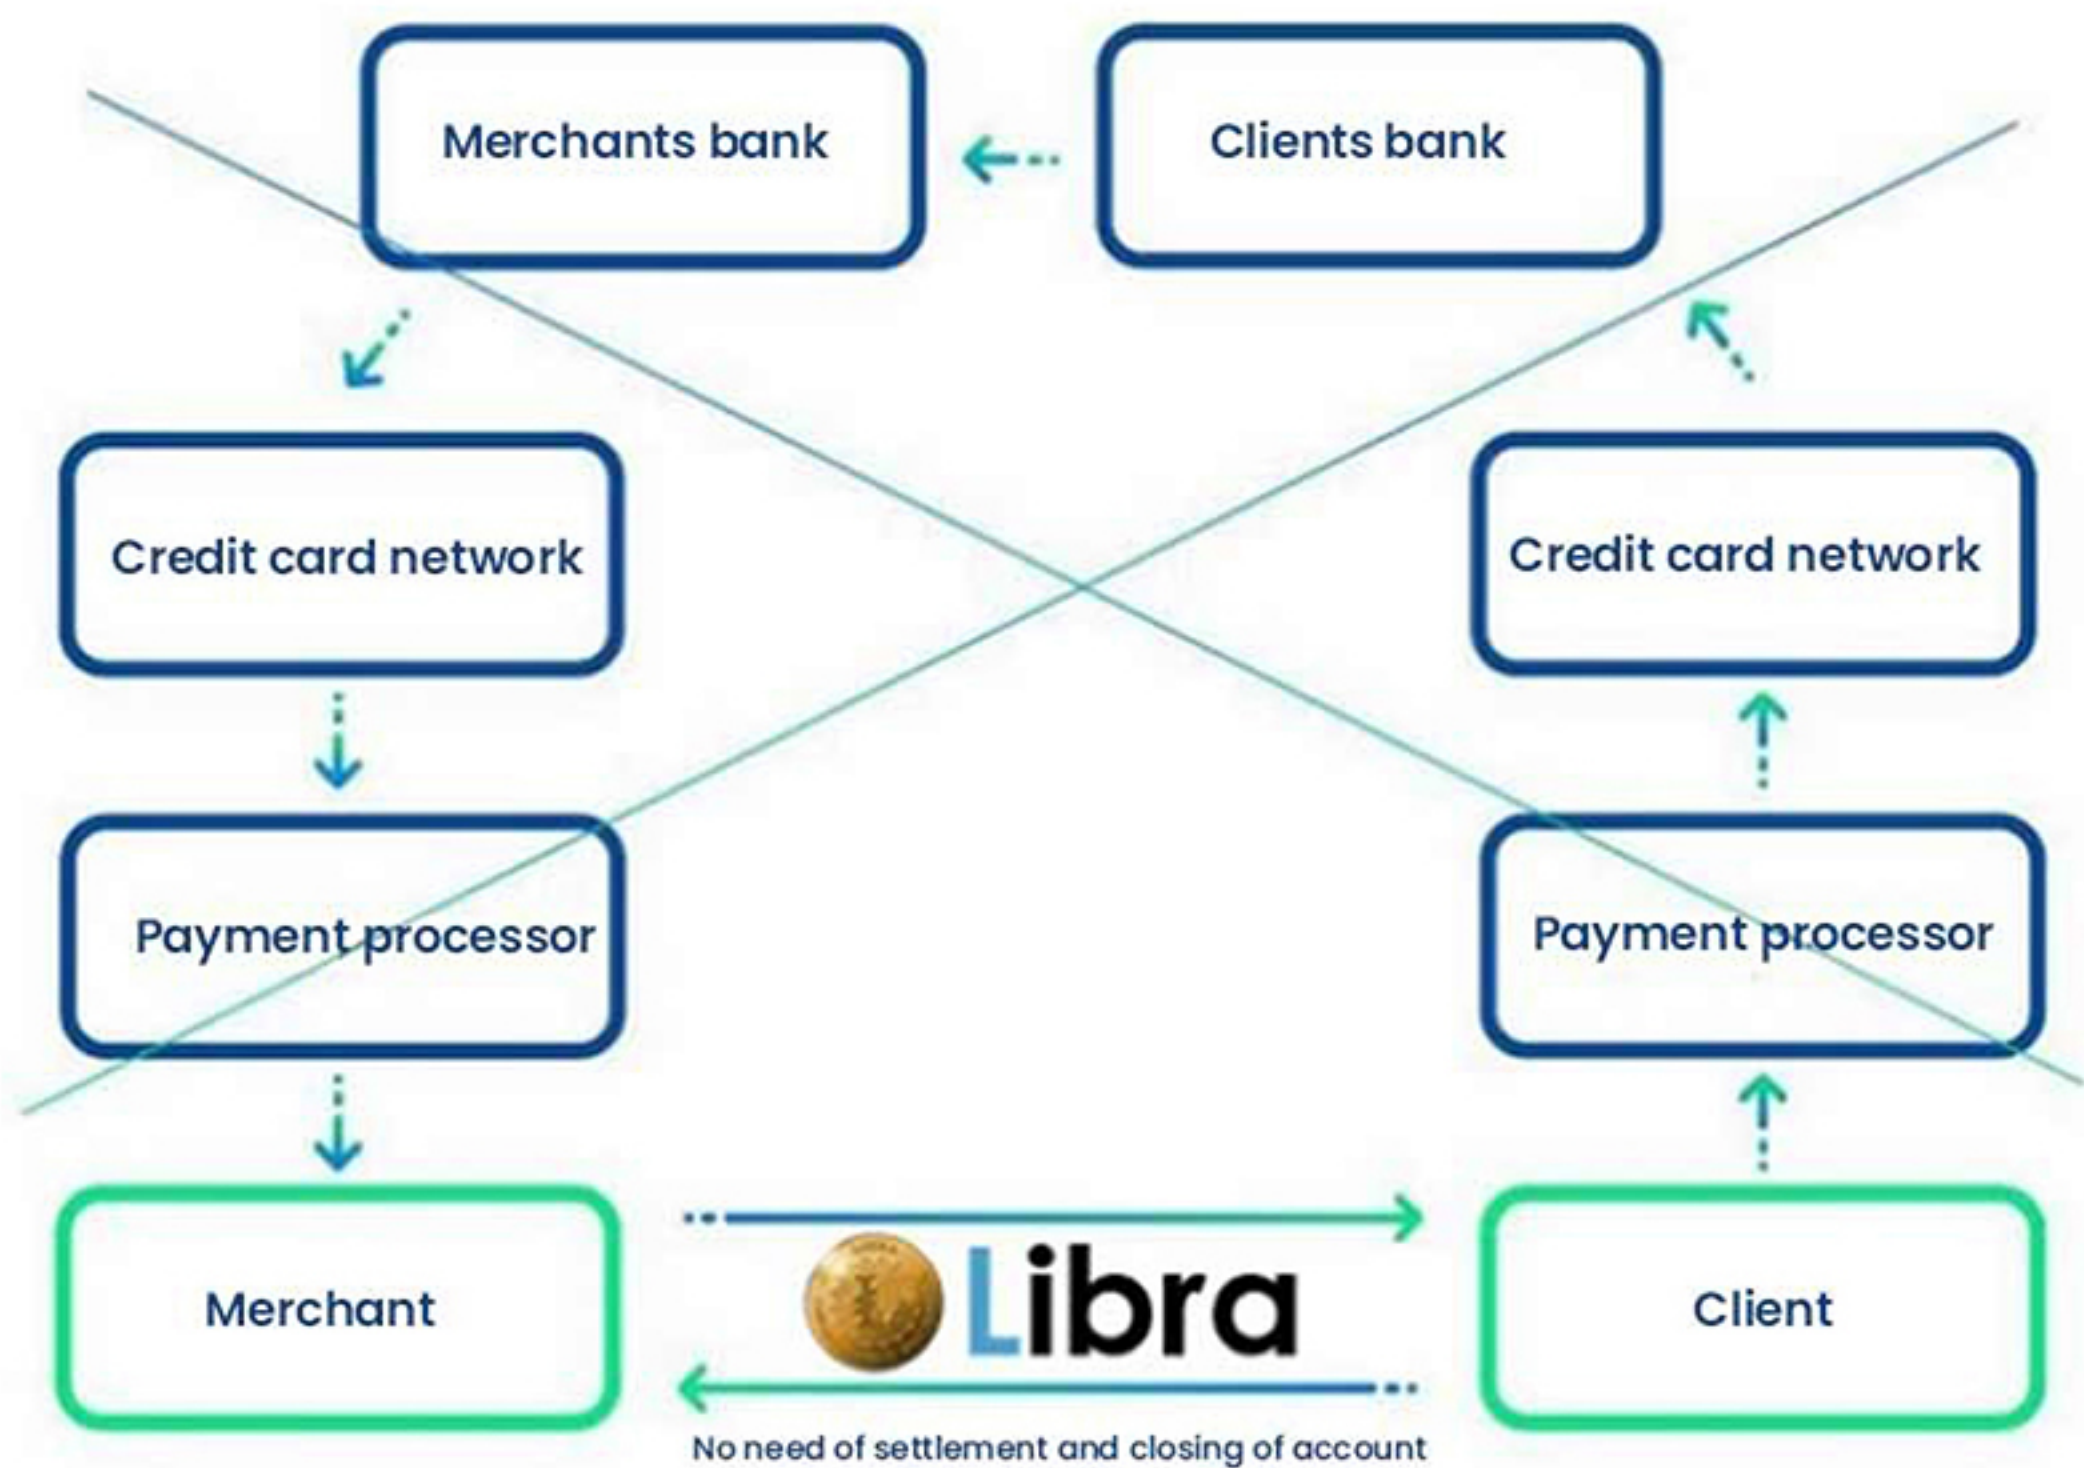 Merchants bank
Clients bank
Credit card network
Credit card network
Payment processor
Payment processor
Merchant
Libra
Client
No need of settlement and closing of account